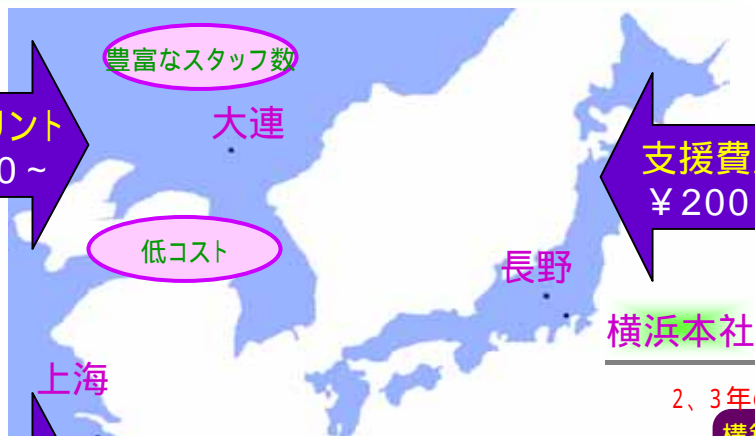 豊富なスタッフ数
大連
リント
0～
支援費
￥200
低コスト
長野
横浜本社
上海
2、3年